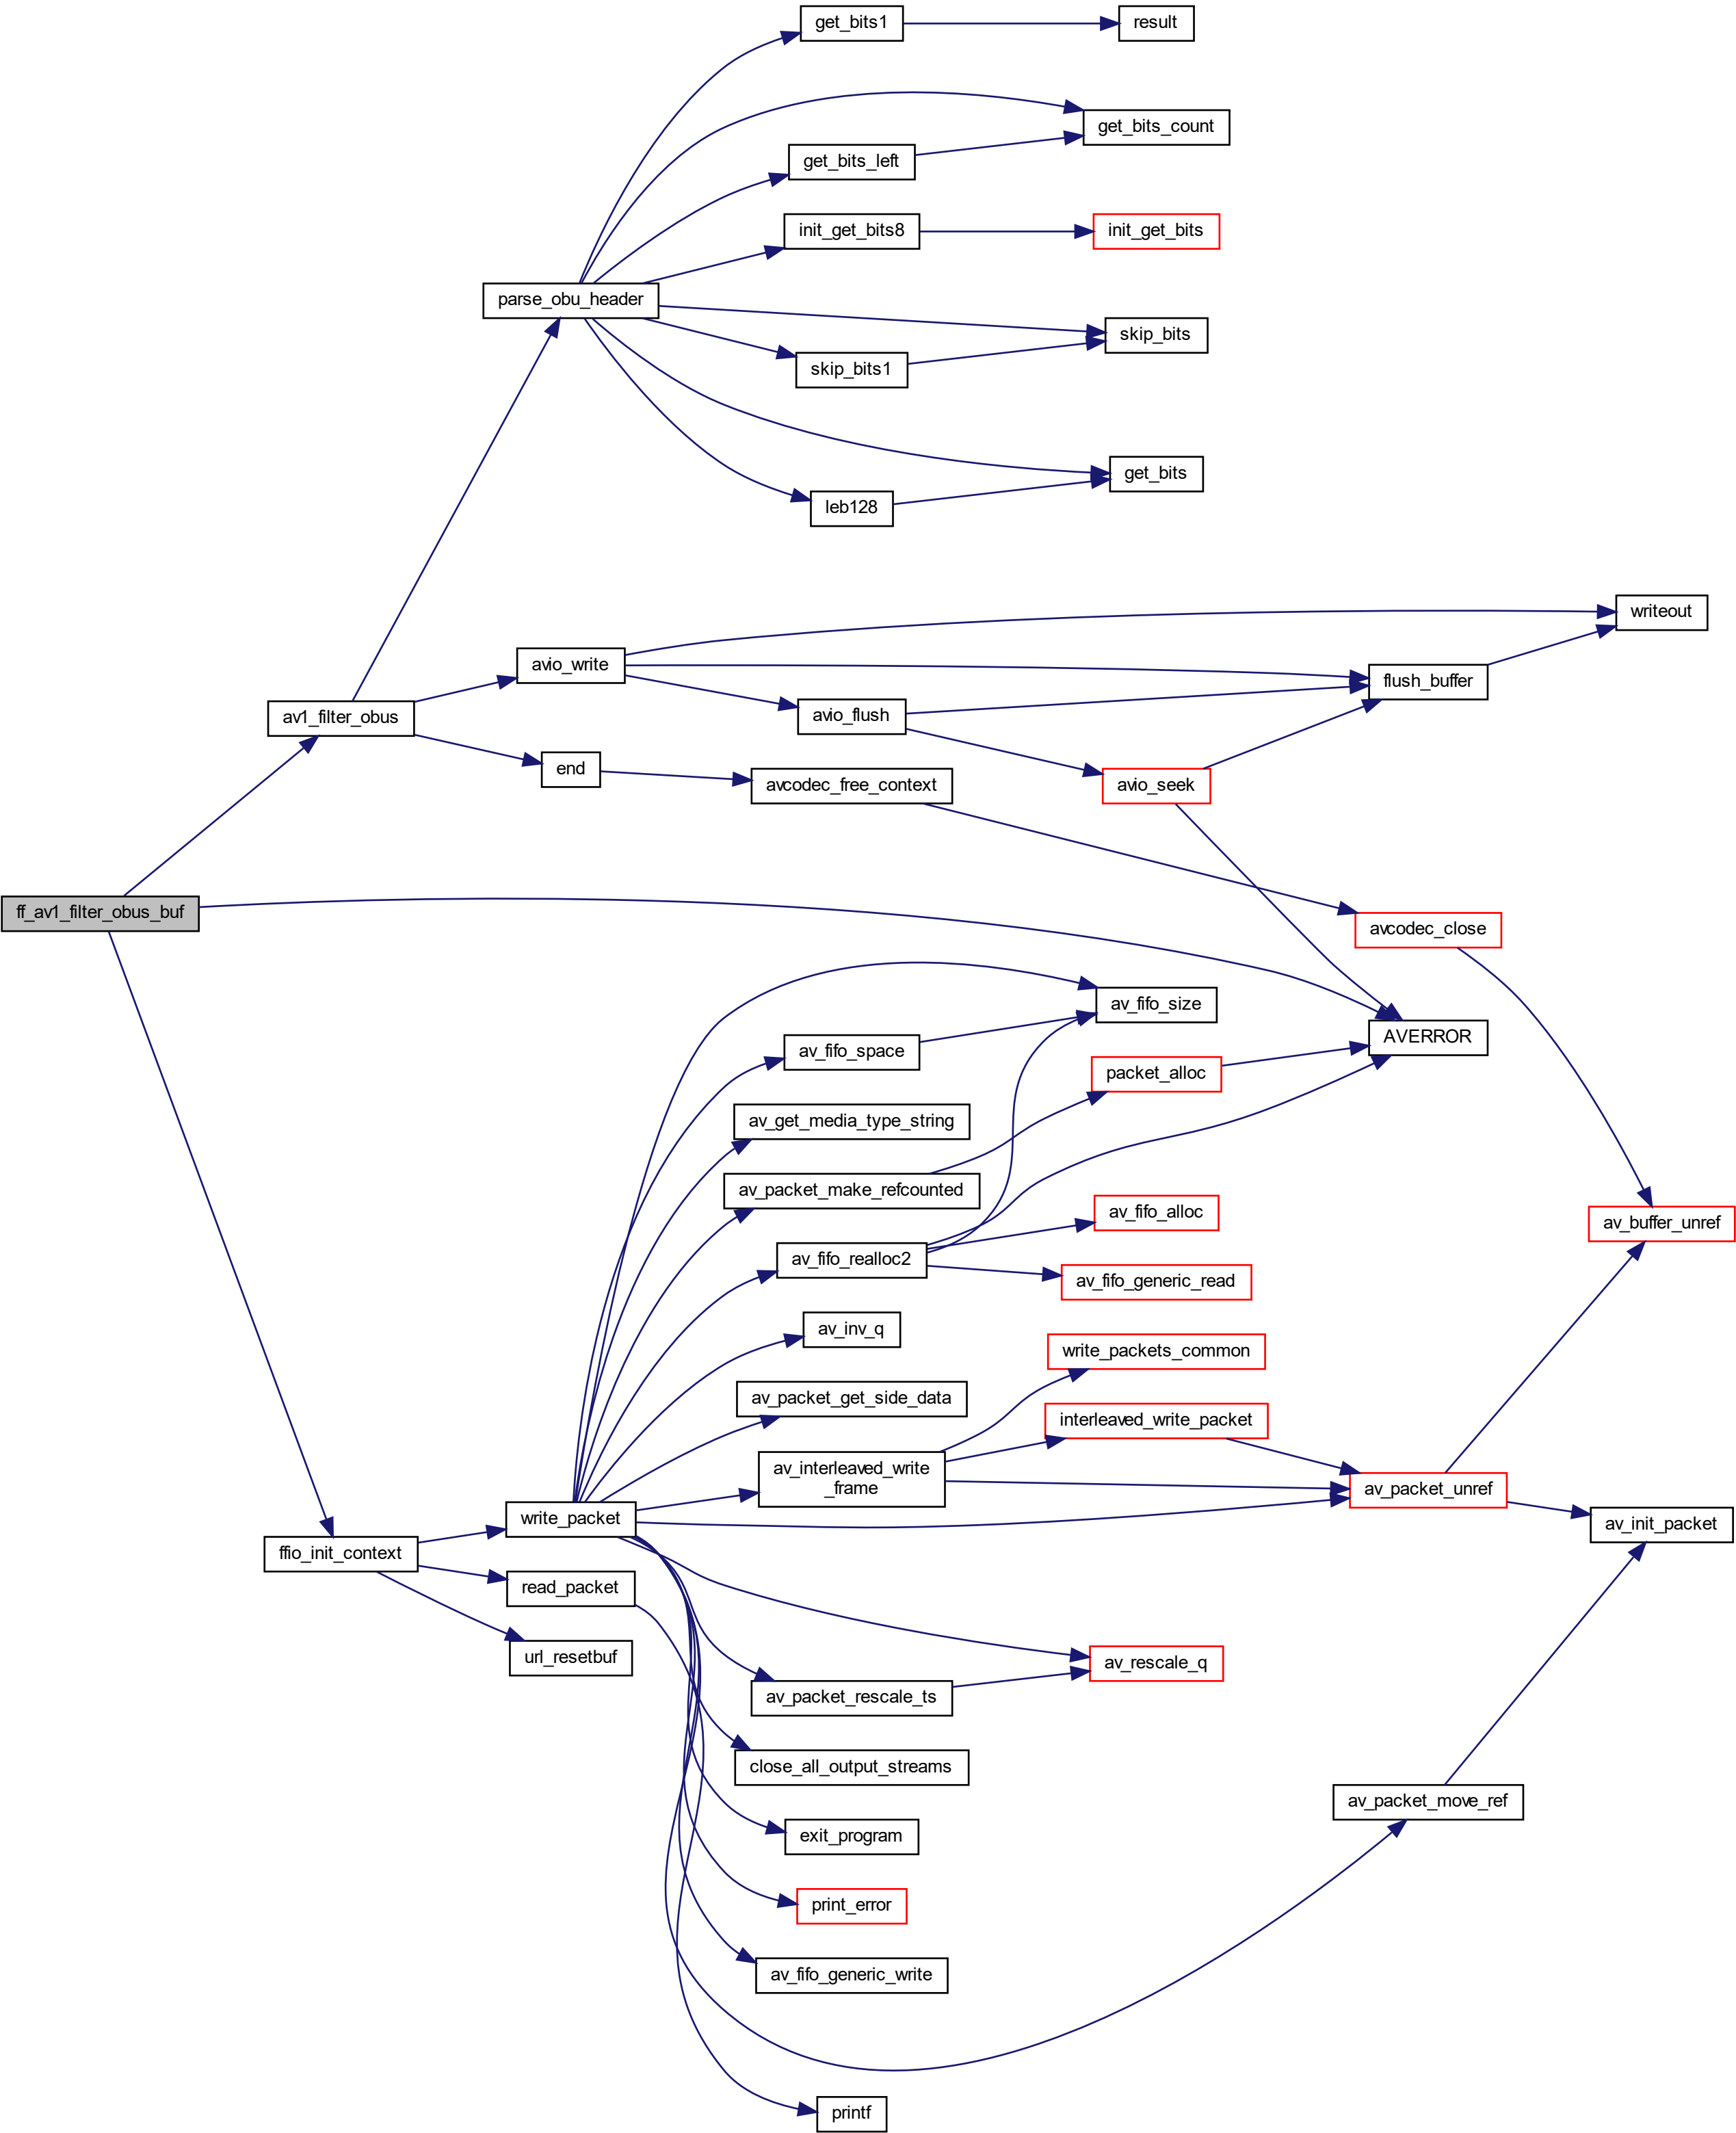 get_bits1
result
get_bits_count
get_bits_left
init_get_bits8
init_get_bits
parse_obu_header
skip_bits
skip_bits1
get_bits
leb128
writeout
avio_write
flush_buffer
av1_filter_obus
avio_flush
end
avcodec_free_context
avio_seek
ff_av1_filter_obus_buf
avcodec_close
av_fifo_size
AVERROR
av_fifo_space
packet_alloc
av_get_media_type_string
av_packet_make_refcounted
av_fifo_alloc
av_buffer_unref
av_fifo_realloc2
av_fifo_generic_read
av_inv_q
write_packets_common
av_packet_get_side_data
interleaved_write_packet
av_interleaved_write
_frame
av_packet_unref
write_packet
av_init_packet
ffio_init_context
read_packet
url_resetbuf
av_rescale_q
av_packet_rescale_ts
close_all_output_streams
av_packet_move_ref
exit_program
print_error
av_fifo_generic_write
printf